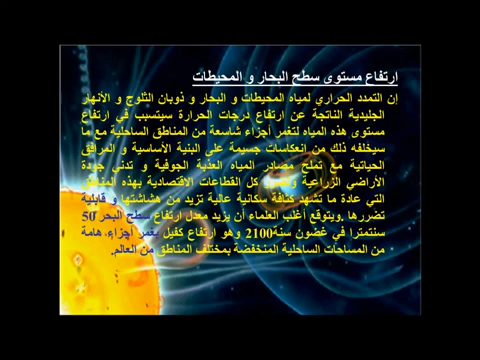 ارتفاع مستوى سطح البحار و المحيطات
إن التمدد الحراري لمياه المحيطات و البحار و ذوبان الثلوج و الأنهار
الجليدية الناتجة عن ارتفاع درجات الحرارة سيتسبب في ارتفاع
مستوى هذه المياه لتغمر أجزاء شاسعة من المناطق الساحلية مع ما
سيخلفه ذلك من إنعكاسات جسيمة على البنية الأساسية و المرافق
الحياتية مع تملح مصادر المياه العذبة الجوفية و تدني جودة
الأراضي الزراعية كل القطاعات الاقتصادية بهذه المناطق
التي عادة ما تشهد كثافة سكانية عالية تزيد من هشاشتها و قابلية
تضررها .ويتوقع أغلب العلماء أن يزيد معدل ارتفاع سطح البحر 50
سنتمترا في غضون سنة2100 وهو ارتفاع كفيل بغمر أجزاء هامة
من المساحات الساحلية المنخفضة بمختلف المناطق من العالم.